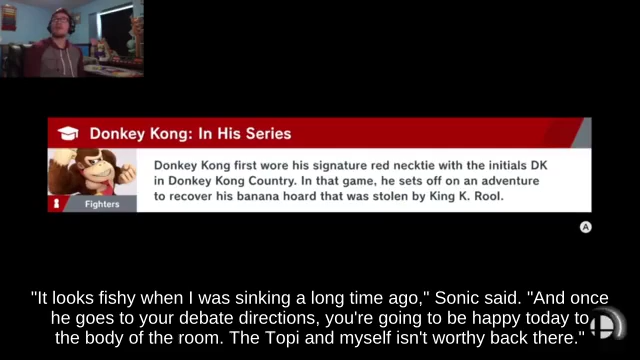 Donkey Kong: In His Series
Donkey Kong first wore his signature red necktie with the initials DK
in Donkey Kong Country. In that game, he sets off on an adventure
to recover his banana hoard that was stolen by King K. Rool.
Fighters
A
"It looks fishy when I was sinking a long time ago," Sonic said. "And once
he goes to your debate directions, you're going to be happy today to
the body of the room. The Topi and myself isn't worthy back there."